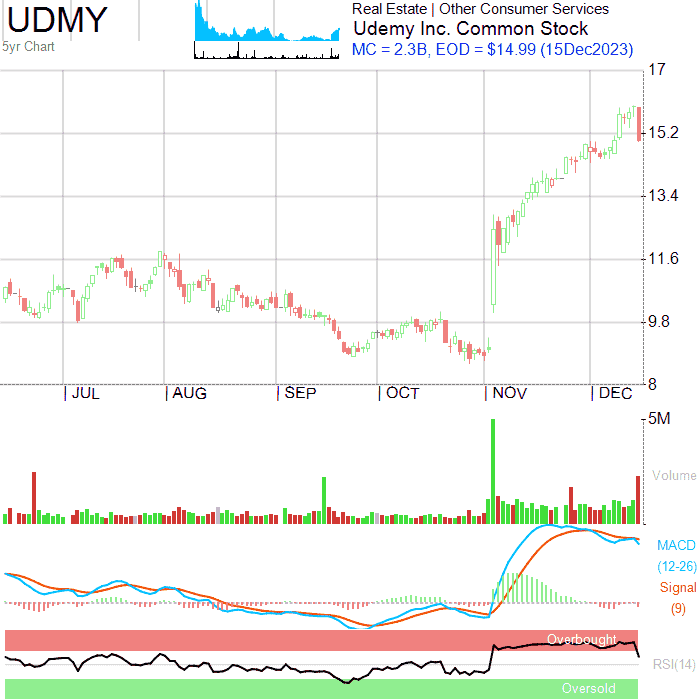 UDMY
5yr Chart
Real Estate | Other Consumer Services
Udemy Inc. Common Stock
MC = 2.3B, EOD = $14.99 (15Dec2023)
17
15.2
13.4
11.6
9.8
8
JUL AUG SEP OCT NOV DEC
5M
Volume
MACD
(12-26)
Signal
(9)
Overbought
RSI(14)
Oversold